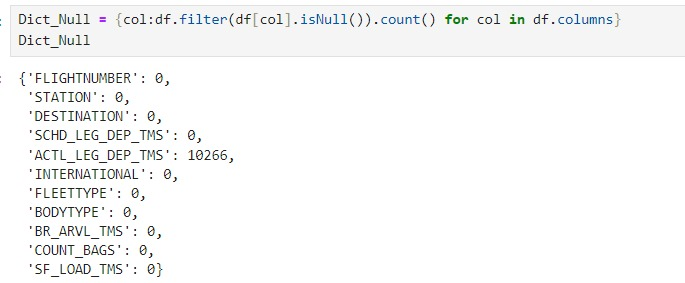 Dict_Null = {col:df.filter(df[col].isNull()).count() for col in df.columns}
Dict_Null
{'FLIGHTNUMBER': 0,
'STATION': 0,
'DESTINATION': 0,
'SCHD_LEG_DEP_TMS': 0,
'ACTL_LEG_DEP_TMS': 10266,
'INTERNATIONAL': 0,
'FLEETTYPE': 0,
'BODYTYPE': 0,
'BR_ARVL_TMS': 0,
'COUNT_BAGS': 0,
'SF_LOAD_TMS': 0}